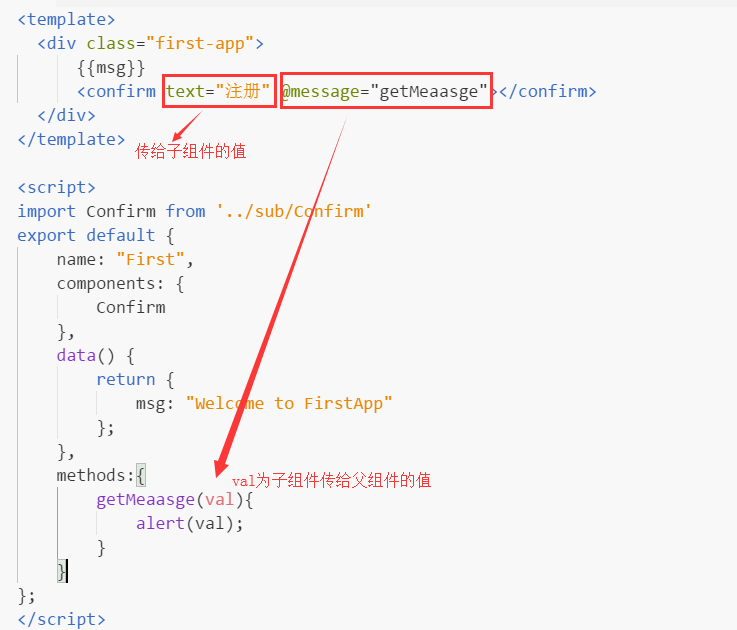 <template>
<div class="first-app">
{{msg}}
<confirm text="注册" @message="getMeaasge"></confirm>
</div>
</template>
传给子组件的值
<script>
import Confirm from '../sub/Confirm'
export default {
name: "First",
components: {
Confirm
},
data() {
return {
msg: "Welcome to FirstApp"
};
},
methods:{
val为子组件传给父组件的值
getMeaasge(val){
alert(val);
}
}
};
</script>